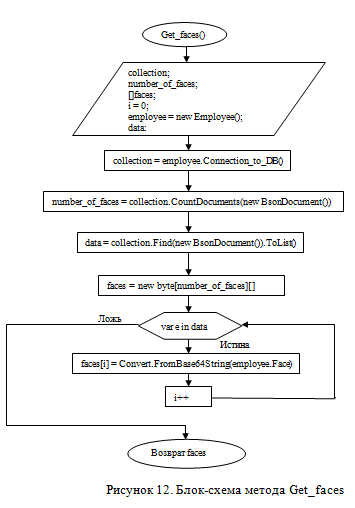 Get_faces()
collection;
number_of_faces;
[]faces;
i = 0;
employee = new Employee();
data:
collection = employee.Connection_to_DB()
number_of_faces = collection.CountDocuments(new BsonDocument())
data = collection.Find(new BsonDocument()).ToList()
faces = new byte[number_of_faces][]
Ложь
var e in data
Истина
faces[i] = Convert.FromBase64String(employee.Face)
i++
Возврат faces
Рисунок 12. Блок-схема метода Get_faces